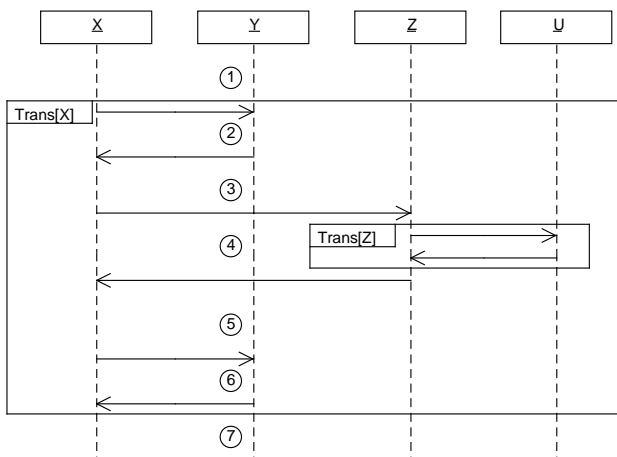 X Y Z U
①
Trans[X]
②
③
Trans[Z]
④
⑤
⑥
⑦